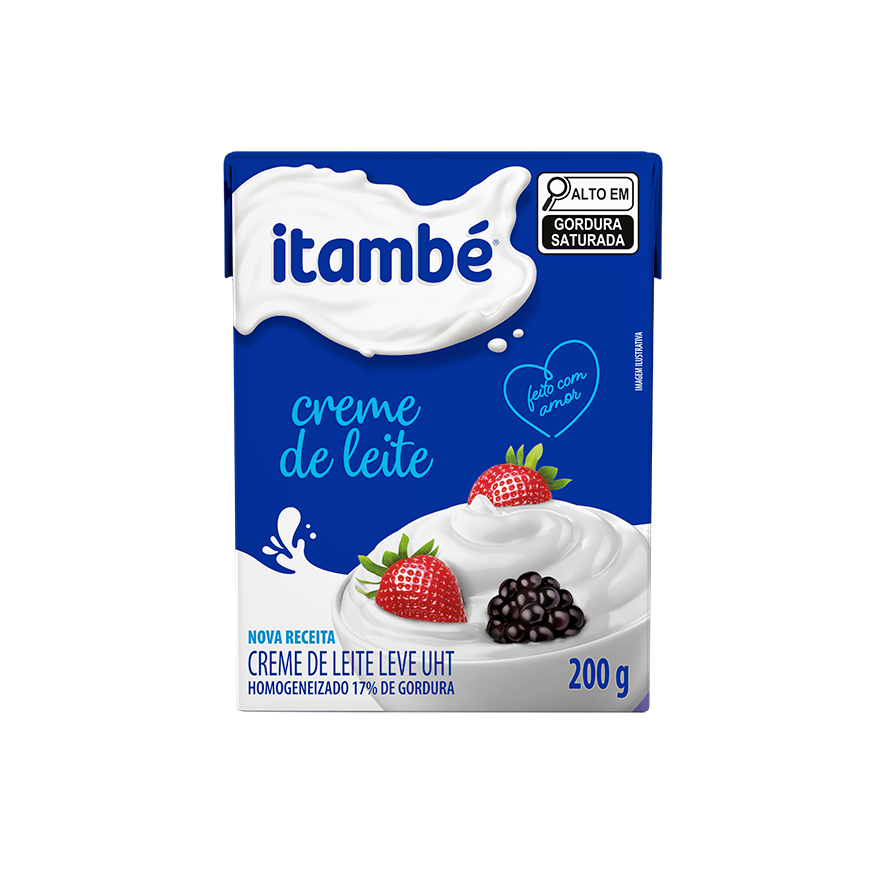 itambé®
ALTO EM
GORDURA
SATURADA
IMAGEM ILUSTRATIVA
feito com
amor
creme
de leite
NOVA RECEITA
CREME DE LEITE LEVE UHT
HOMOGENEIZADO 17% DE GORDURA
200 g